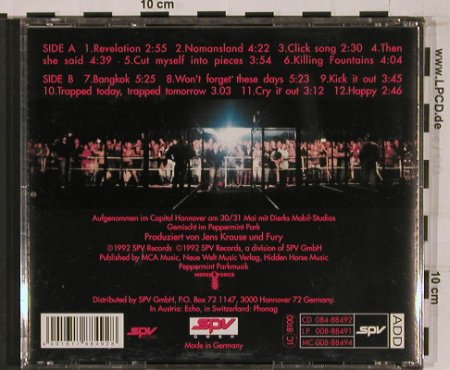 10 cm
SIDE A 1.Revelation 2:55 2.Nomansland 4:22 3.Click song 2:30 4.Then
she said 4:39 5.Cut myself into pieces 3:54 6.Killing Fountains 4:04
SIDE B 7.Bangkok 5:25 8.Won't forget these days 5:23 9.Kick it out 3:45
10.Trapped today, trapped tomorrow 3.03 11.Cry it out 3:12 12.Happy 2:46
Aufgenommen im Capitol Hannover am 30/31 Mai mit Dierks Mobil-Studios
Gemischt im Peppermint Park
Produziert von Jens Krause und Fury
℗1992 SPV Records ©1992 SPV Records, a division of SPV GmbH
Published by MCA Music, Neue Welt Music Verlag, Hidden Horse Music
Peppermint Parkmusik
Distributed by SPV GmbH, P.O. Box 72 1147, 3000 Hannover 72 Germany.
In Austria: Echo, in Switzerland: Phonag
Made in Germany
spv
LC 0018
CD 084-88492
LP 008-88491
MC 008-88494
spv
ADD
www.LPCD.de
10 cm